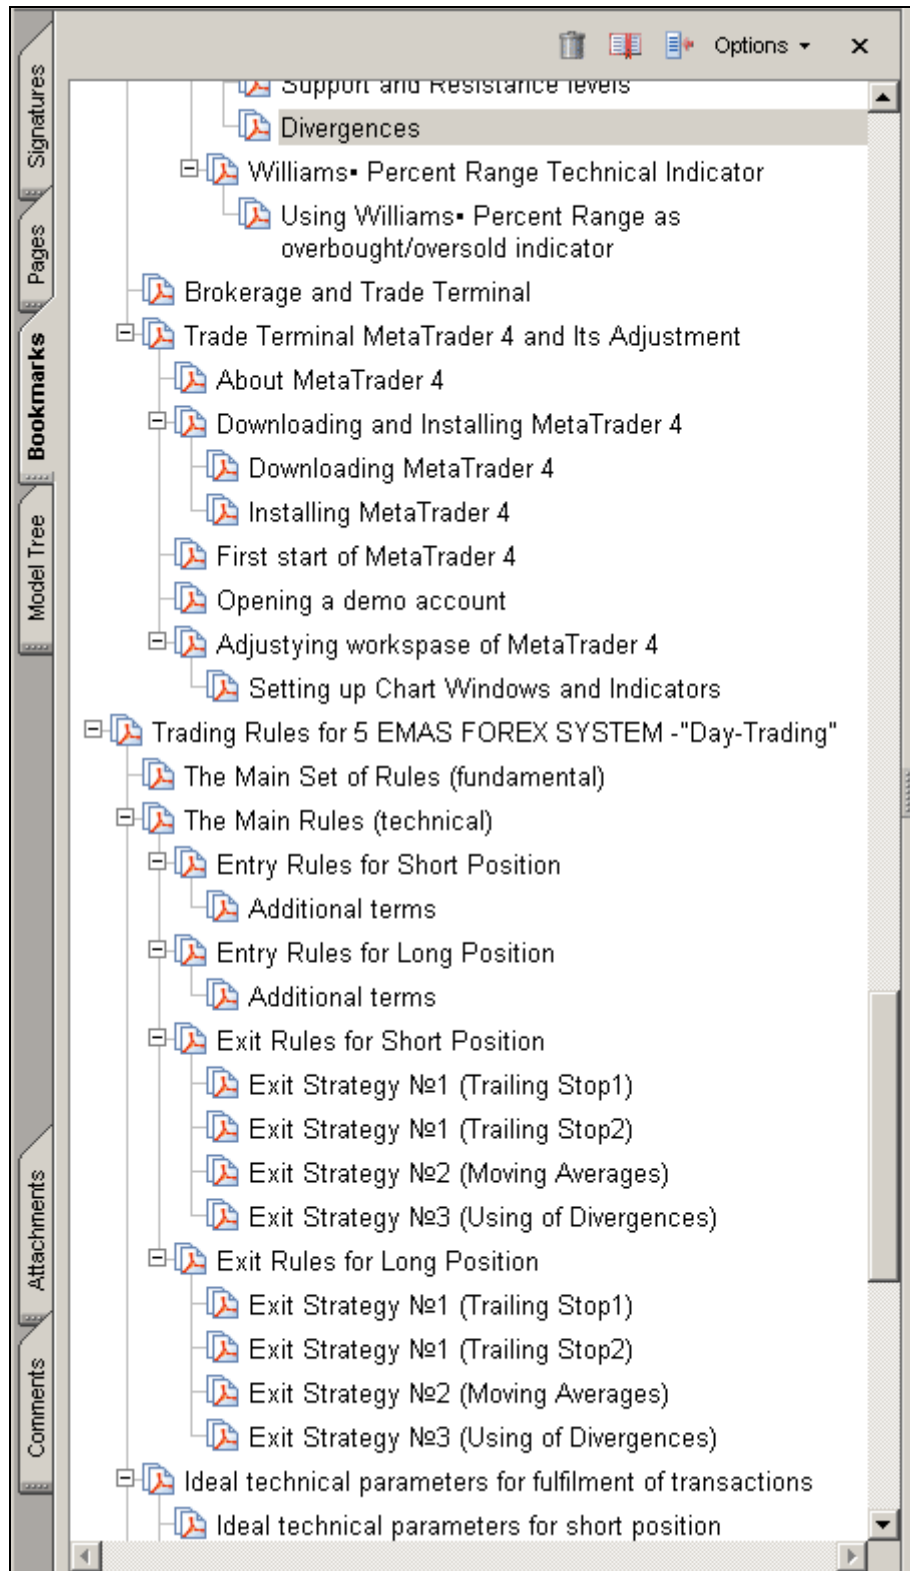 Options
Signatures
Pages
Bookmarks
Model Tree
Attachments
Comments
Support and Resistance levels
Divergences
Williams▪ Percent Range Technical Indicator
Using Williams▪ Percent Range as
overbought/oversold indicator
Brokerage and Trade Terminal
Trade Terminal MetaTrader 4 and Its Adjustment
About MetaTrader 4
Downloading and Installing MetaTrader 4
Downloading MetaTrader 4
Installing MetaTrader 4
First start of MetaTrader 4
Opening a demo account
Adjustying workspase of MetaTrader 4
Setting up Chart Windows and Indicators
Trading Rules for 5 EMAS FOREX SYSTEM -"Day-Trading"
The Main Set of Rules (fundamental)
The Main Rules (technical)
Entry Rules for Short Position
Additional terms
Entry Rules for Long Position
Additional terms
Exit Rules for Short Position
Exit Strategy №1 (Trailing Stop1)
Exit Strategy №1 (Trailing Stop2)
Exit Strategy №2 (Moving Averages)
Exit Strategy №3 (Using of Divergences)
Exit Rules for Long Position
Exit Strategy №1 (Trailing Stop1)
Exit Strategy №1 (Trailing Stop2)
Exit Strategy №2 (Moving Averages)
Exit Strategy №3 (Using of Divergences)
Ideal technical parameters for fulfilment of transactions
Ideal technical parameters for short position